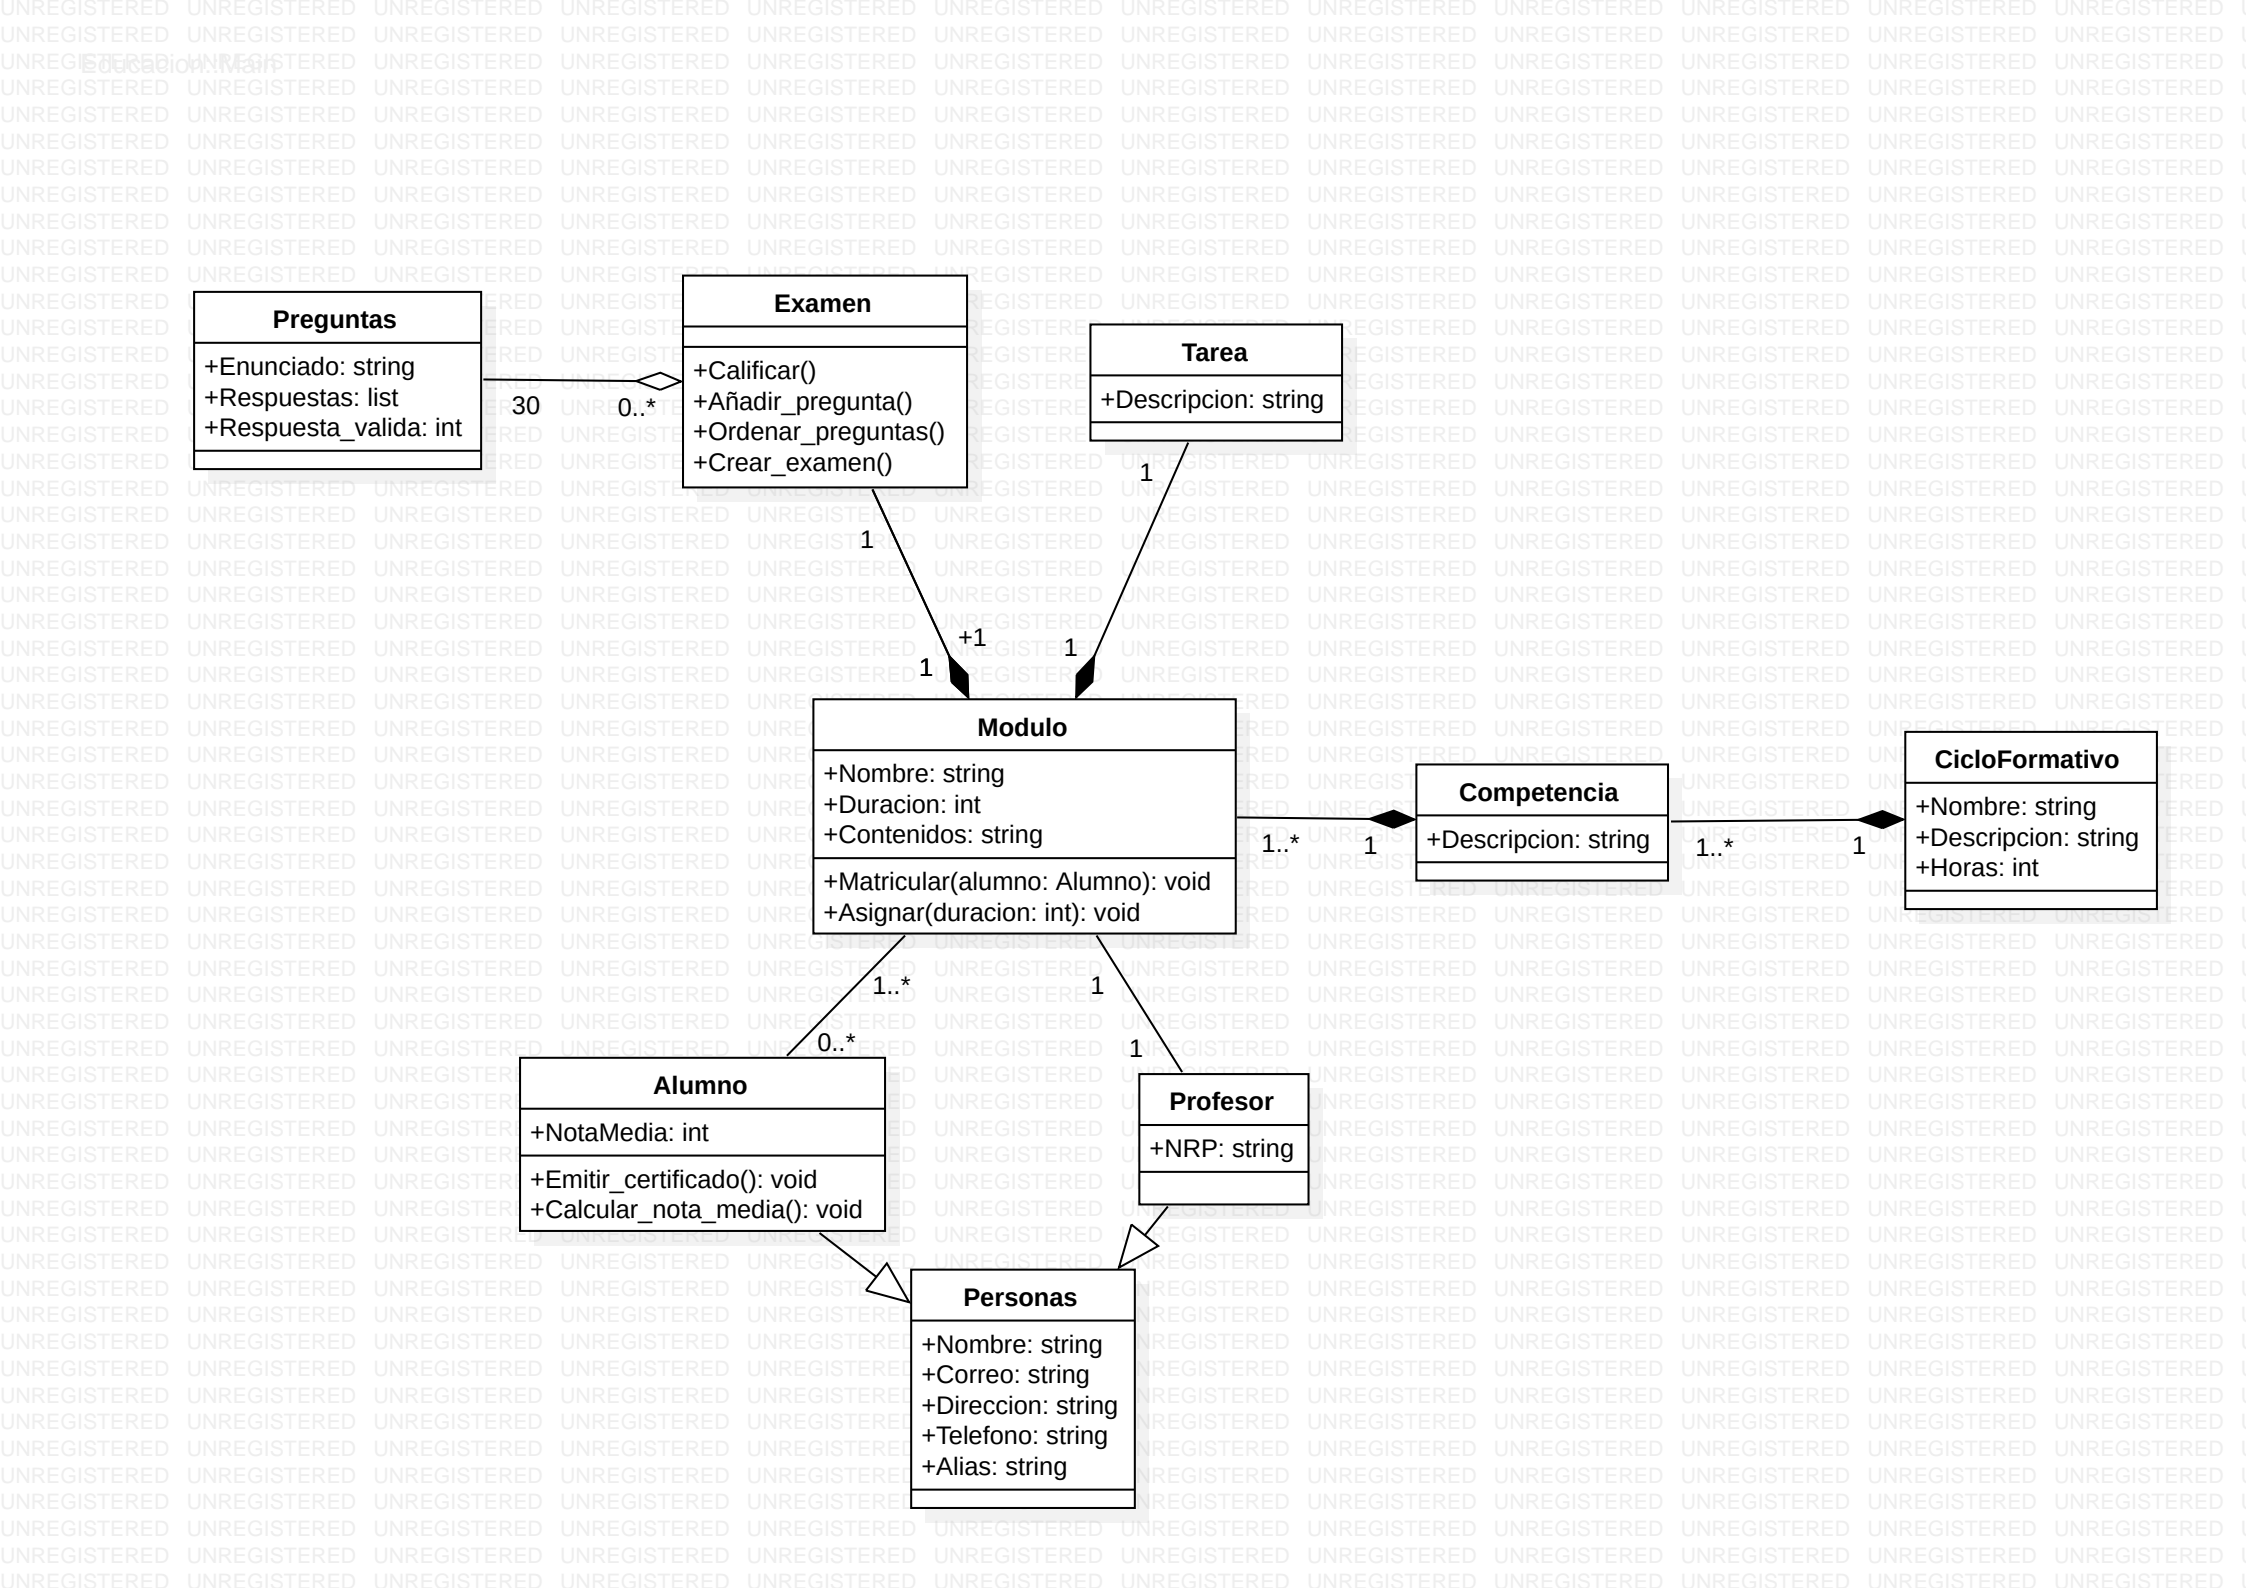 Educacion::Main
Preguntas
+Enunciado: string
+Respuestas: list
+Respuesta_valida: int
30
0..*
Examen
+Calificar()
+Añadir_pregunta()
+Ordenar_preguntas()
+Crear_examen()
Tarea
+Descripcion: string
1
1
+1
1
1
Modulo
+Nombre: string
+Duracion: int
+Contenidos: string
+Matricular(alumno: Alumno): void
+Asignar(duracion: int): void
1..*
1
Competencia
+Descripcion: string
1..*
1
CicloFormativo
+Nombre: string
+Descripcion: string
+Horas: int
1..*
0..*
1
1
Alumno
+NotaMedia: int
+Emitir_certificado(): void
+Calcular_nota_media(): void
Profesor
+NRP: string
Personas
+Nombre: string
+Correo: string
+Direccion: string
+Telefono: string
+Alias: string
UNREGISTERED